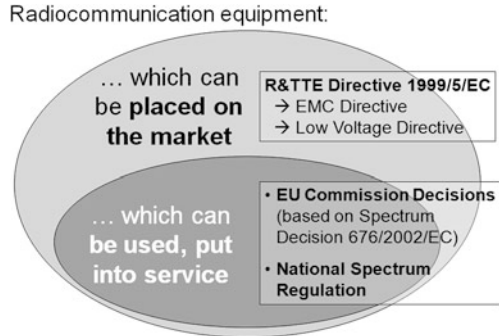 Radiocommunication equipment:
… which can
be placed on
the market
R&TTE Directive 1999/5/EC
→ EMC Directive
→ Low Voltage Directive
… which can
be used, put
into service
• EU Commission Decisions
(based on Spectrum
Decision 676/2002/EC)
• National Spectrum
Regulation